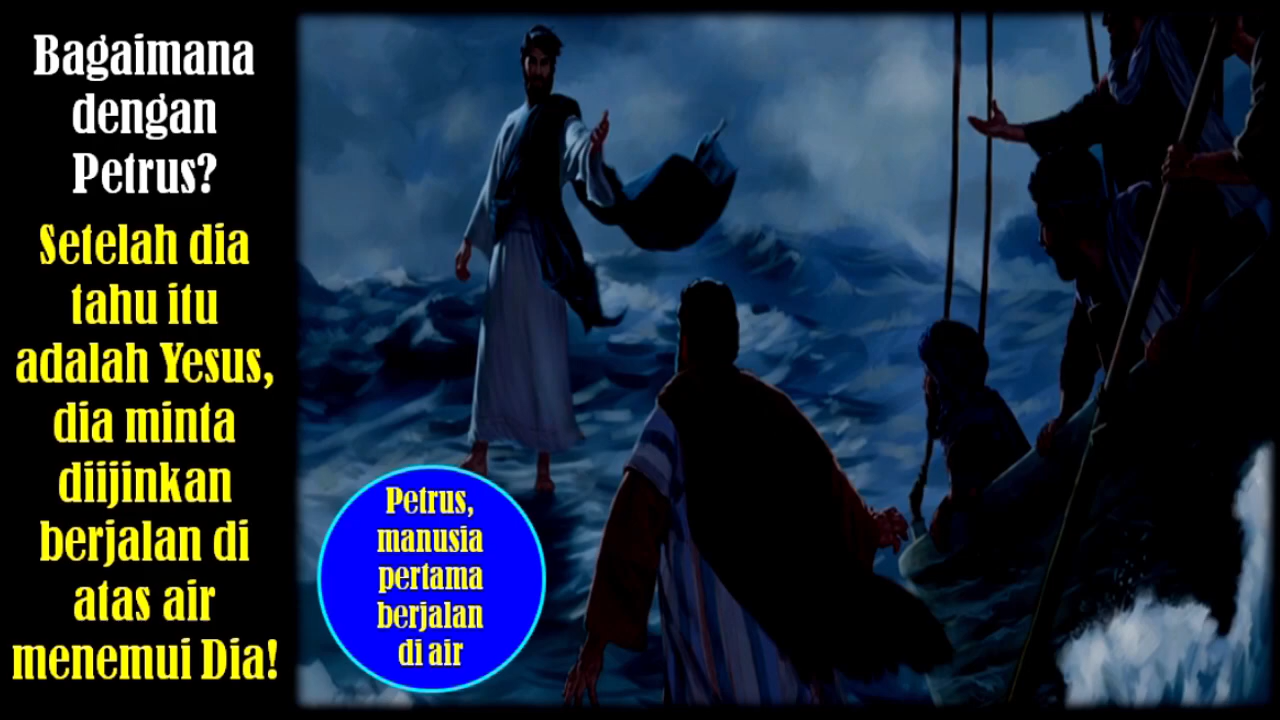 Bagaimana
dengan
Petrus?
Setelah dia
tahu itu
adalah Yesus,
dia minta
diijinkan
berjalan di
atas air
menemui Dia!
Petrus,
manusia
pertama
berjalan
di air